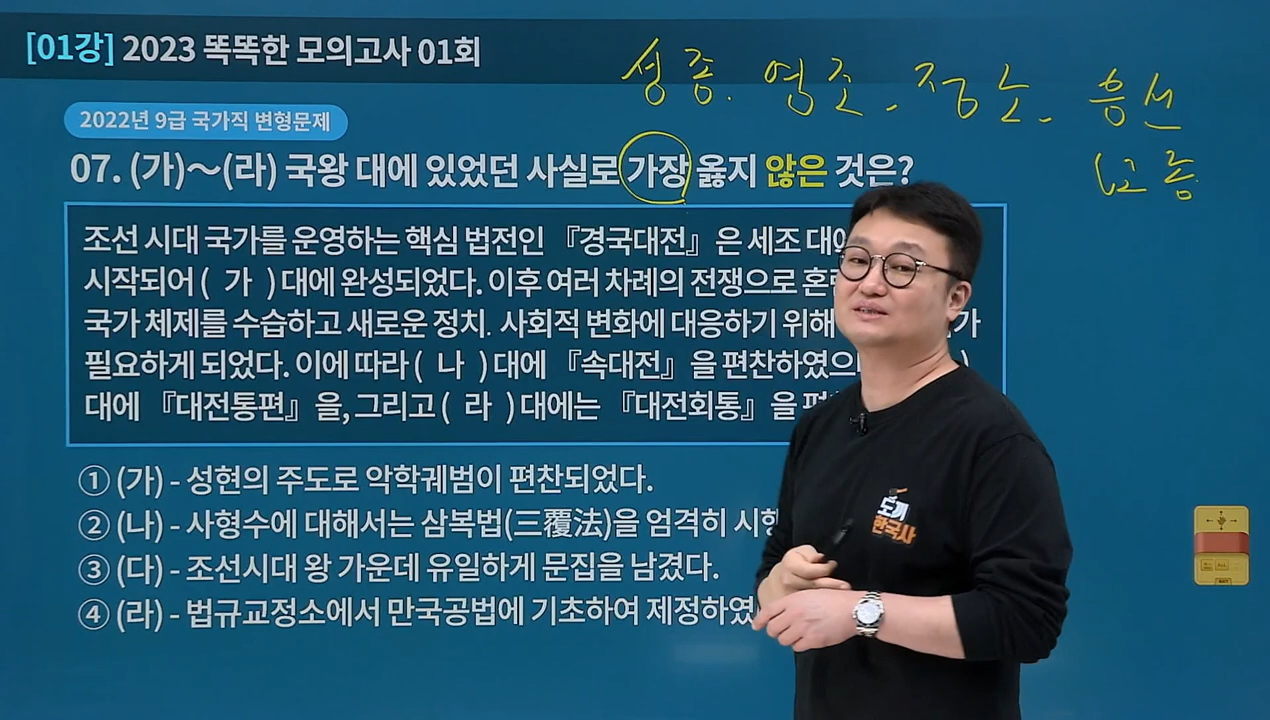 [01강] 2023 똑똑한 모의고사 01회
성종. 영조. 정조. 흥선
고종
2022년 9급 국가직 변형문제
07. (가)~(라) 국왕 대에 있었던 사실로 가장 옳지 않은 것은?
조선 시대 국가를 운영하는 핵심 법전인 『경국대전』은 세조 대에
시작되어 ( 가 ) 대에 완성되었다. 이후 여러 차례의 전쟁으로
국가 체제를 수습하고 새로운 정치. 사회적 변화에 대응하기 위해 가
필요하게 되었다. 이에 따라 ( 나 ) 대에 『속대전』을 편찬하였으 )
대에 『대전통편』을, 그리고 ( 라 ) 대에는 『대전회통』을
① (가) - 성현의 주도로 악학궤범이 편찬되었다.
② (나) - 사형수에 대해서는 삼복법(三覆法)을 엄격히 시행
③ (다) - 조선시대 왕 가운데 유일하게 문집을 남겼다.
④ (라) - 법규교정소에서 만국공법에 기초하여 제정하였
도끼
한국사